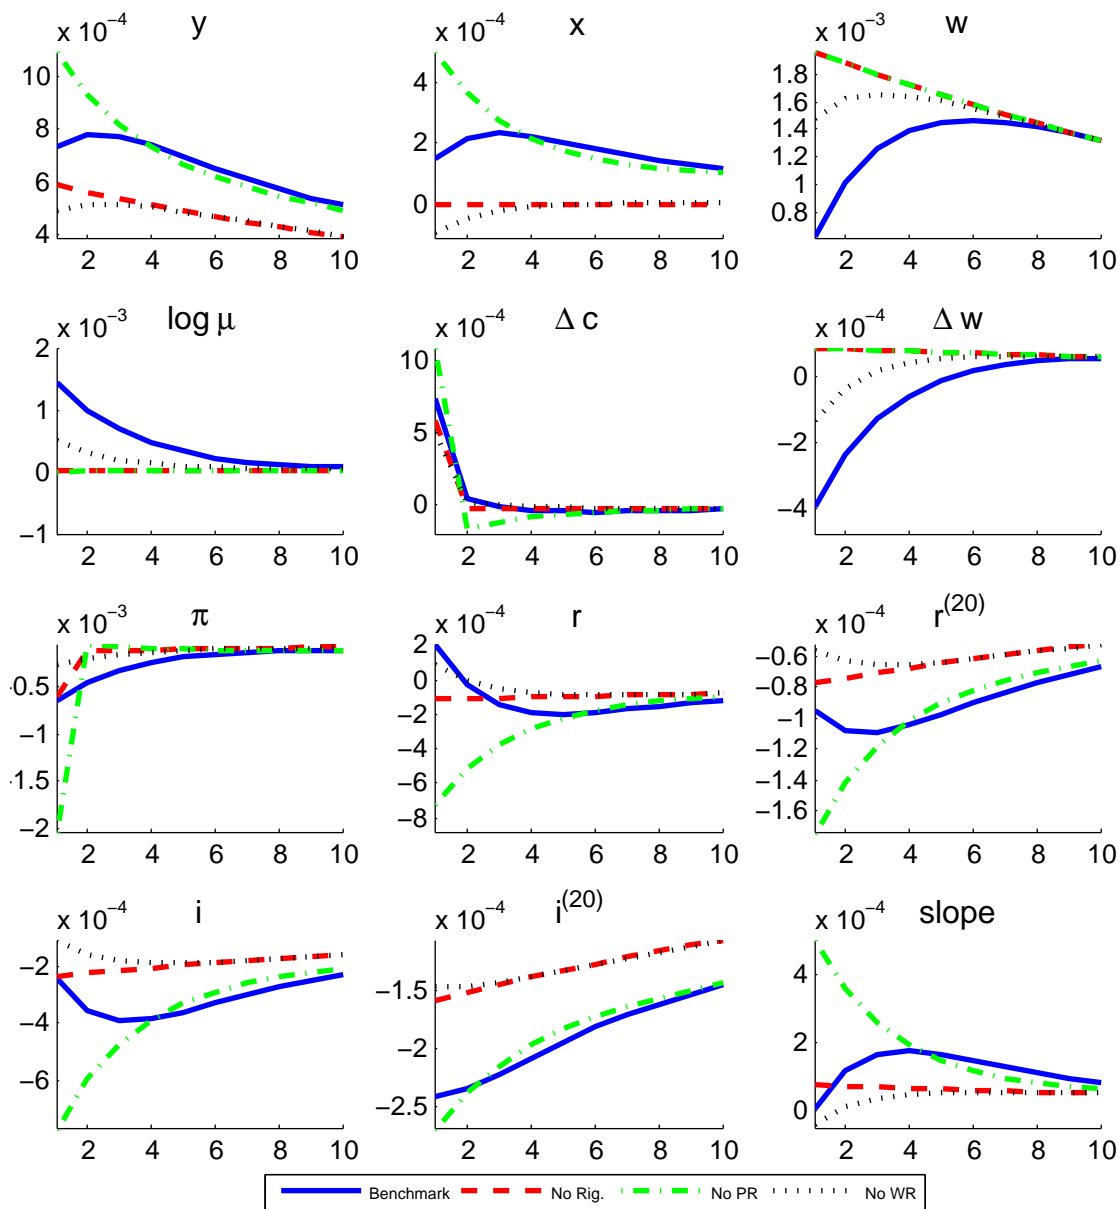 x 10⁻⁴ y
10
8
6
4
2 4 6 8 10
x 10⁻⁴ x
4
2
0
2 4 6 8 10
x 10⁻³ w
1.8
1.6
1.4
1.2
1
0.8
2 4 6 8 10
x 10⁻³ log μ
2
1
0
−1
2 4 6 8 10
x 10⁻⁴ Δ c
10
5
0
2 4 6 8 10
x 10⁻⁴ Δ w
0
−2
−4
2 4 6 8 10
x 10⁻³ π
−0.5
−1
−1.5
−2
2 4 6 8 10
x 10⁻⁴ r
2
0
−2
−4
−6
−8
2 4 6 8 10
x 10⁻⁴ r⁽²⁰⁾
−0.6
−0.8
−1
−1.2
−1.4
−1.6
2 4 6 8 10
x 10⁻⁴ i
−2
−4
−6
2 4 6 8 10
x 10⁻⁴ i⁽²⁰⁾
−1.5
−2
−2.5
2 4 6 8 10
x 10⁻⁴ slope
4
2
0
2 4 6 8 10
Benchmark No Rig. No PR No WR